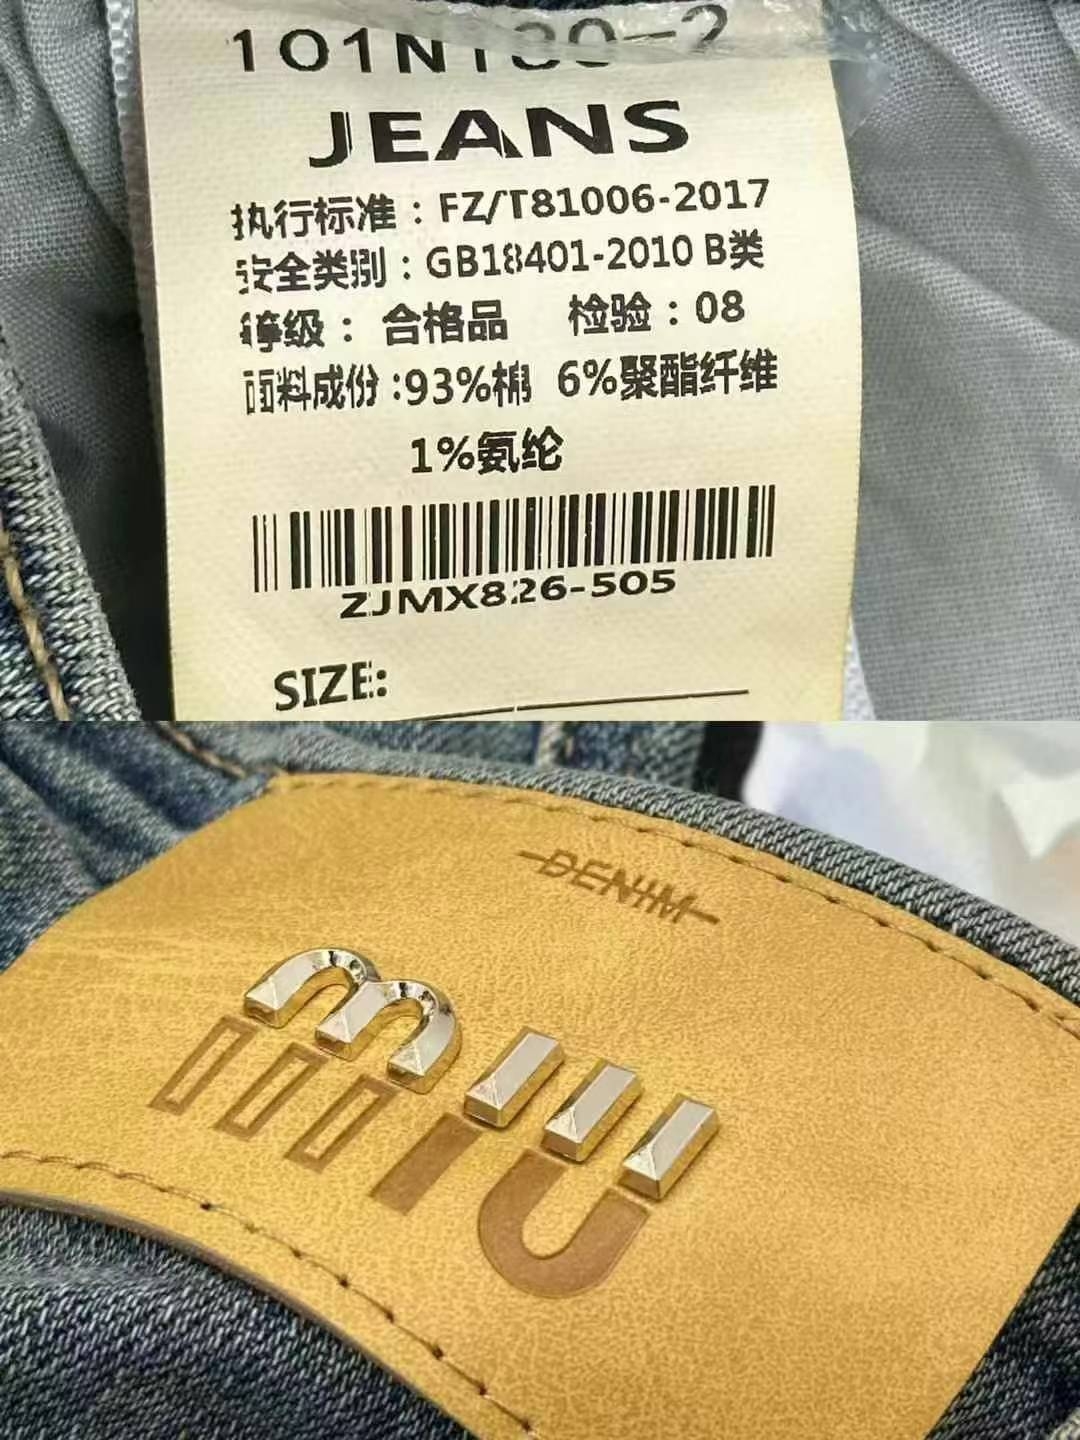 JEANS
执行标准：FZ/T81006-2017
安全类别：GB18401-2010 B类
等级：合格品 检验：08
面料成份:93%棉 6%聚酯纤维
1%氨纶
ZJMX826-505
SIZE:
DENIM
miu